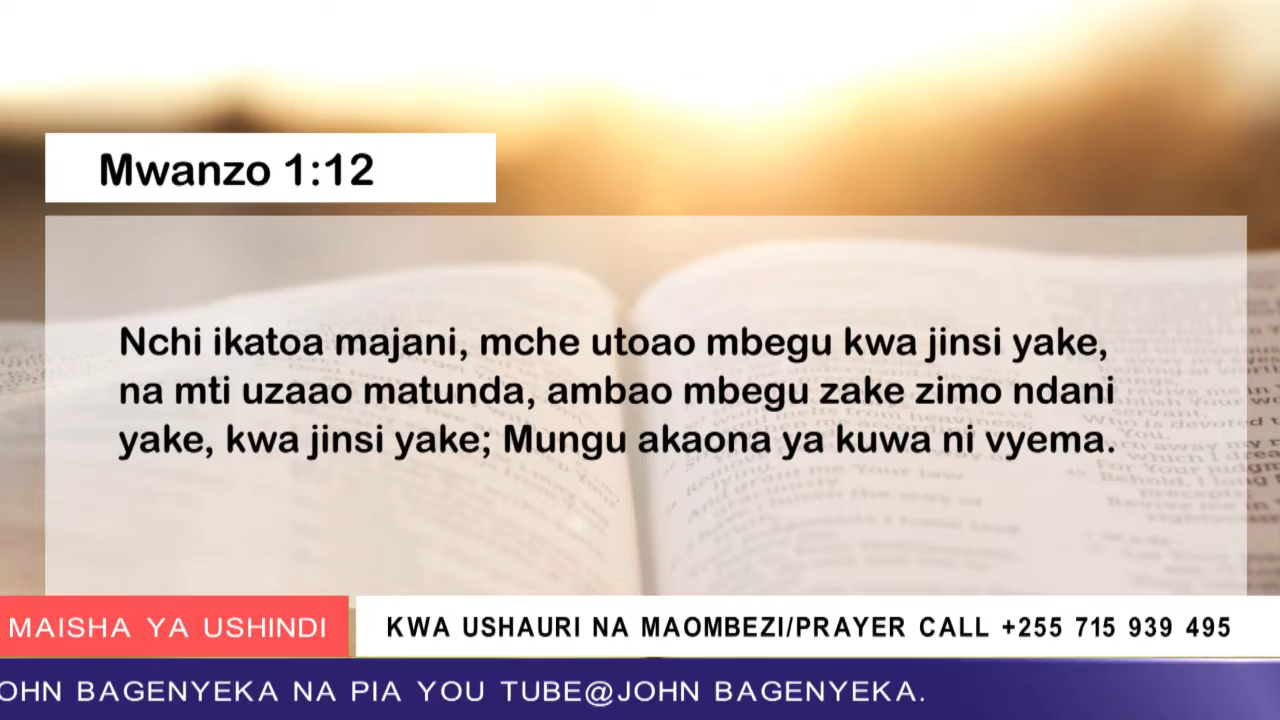 Mwanzo 1:12
Nchi ikatoa majani, mche utoao mbegu kwa jinsi yake,
na mti uzaao matunda, ambao mbegu zake zimo ndani
yake, kwa jinsi yake; Mungu akaona ya kuwa ni vyema.
MAISHA YA USHINDI
KWA USHAURI NA MAOMBEZI/PRAYER CALL +255 715 939 495
OHN BAGENYEKA NA PIA YOU TUBE@JOHN BAGENYEKA.